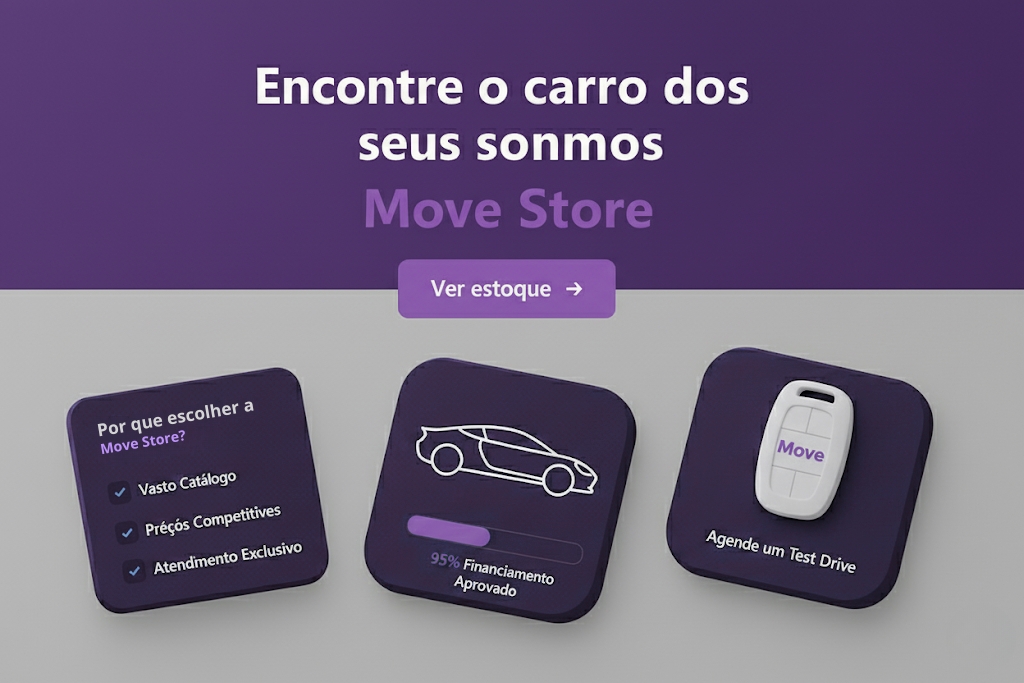 Encontre o carro dos
seus sonmos
Move Store
Ver estoque →
Por que escolher a
Move Store?
Vasto Catálogo
Préçós Competitives
Atendimento Exclusivo
95% Financiamento
Aprovado
Move
Agende um Test Drive